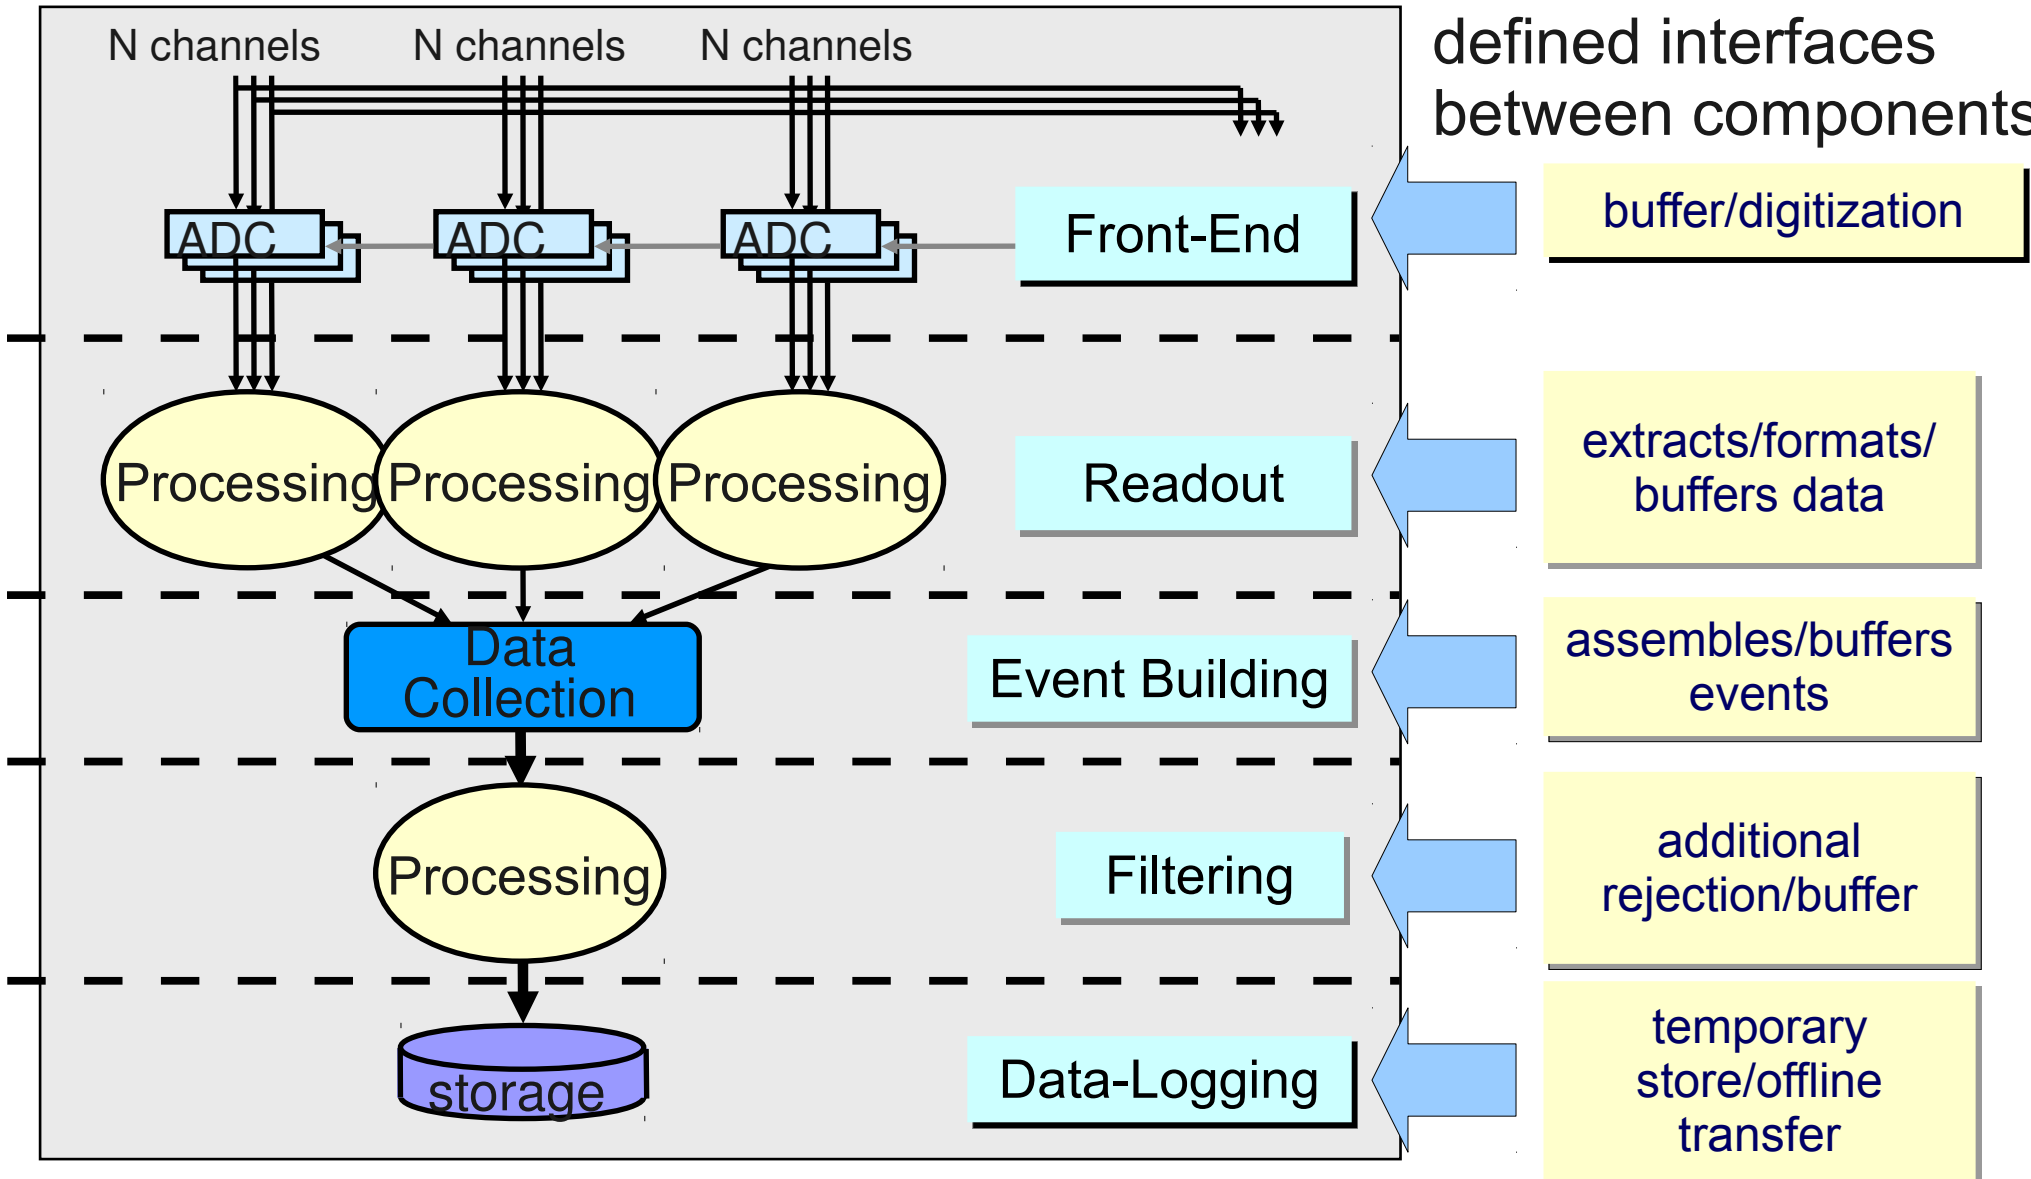 N channels
N channels
N channels
defined interfaces
between components
ADC
ADC
ADC
Front-End
buffer/digitization
Processing
Processing
Processing
Readout
extracts/formats/
buffers data
Data
Collection
Event Building
assembles/buffers
events
Processing
Filtering
additional
rejection/buffer
storage
Data-Logging
temporary
store/offline
transfer